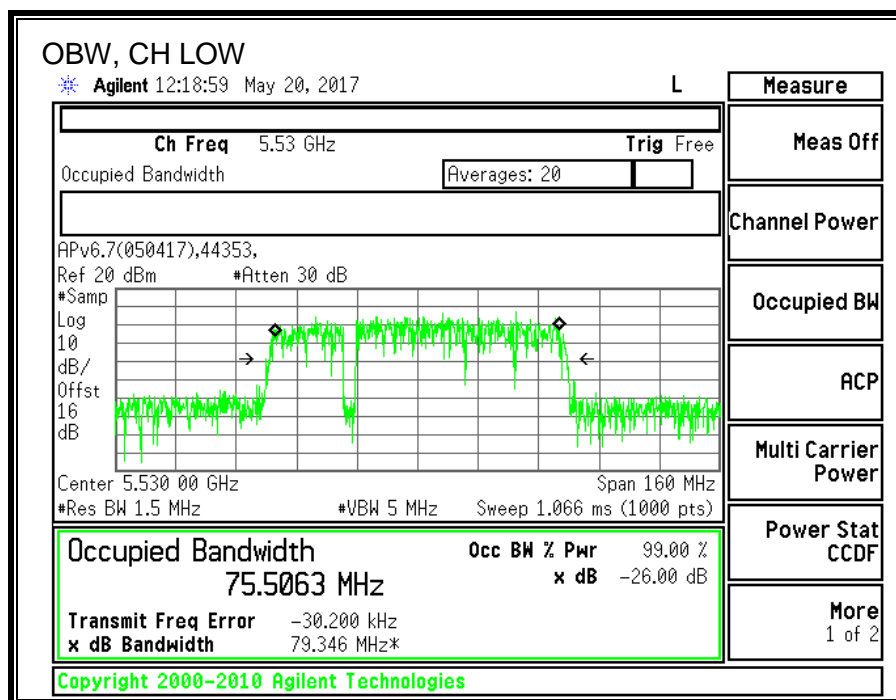 OBW, CH LOW
Agilent 12:18:59 May 20, 2017 L
Measure
Ch Freq 5.53 GHz Trig Free
Meas Off
Occupied Bandwidth Averages: 20
Channel Power
APv6.7(050417),44353,
Ref 20 dBm #Atten 30 dB
#Samp
Log
10
dB/
Offst
16
dB
Occupied BW
ACP
Multi Carrier
Power
Center 5.530 00 GHz Span 160 MHz
#Res BW 1.5 MHz #VBW 5 MHz Sweep 1.066 ms (1000 pts)
Power Stat
CCDF
Occupied Bandwidth Occ BW % Pwr 99.00 %
75.5063 MHz x dB -26.00 dB
Transmit Freq Error -30.200 kHz
x dB Bandwidth 79.346 MHz*
More
1 of 2
Copyright 2000-2010 Agilent Technologies